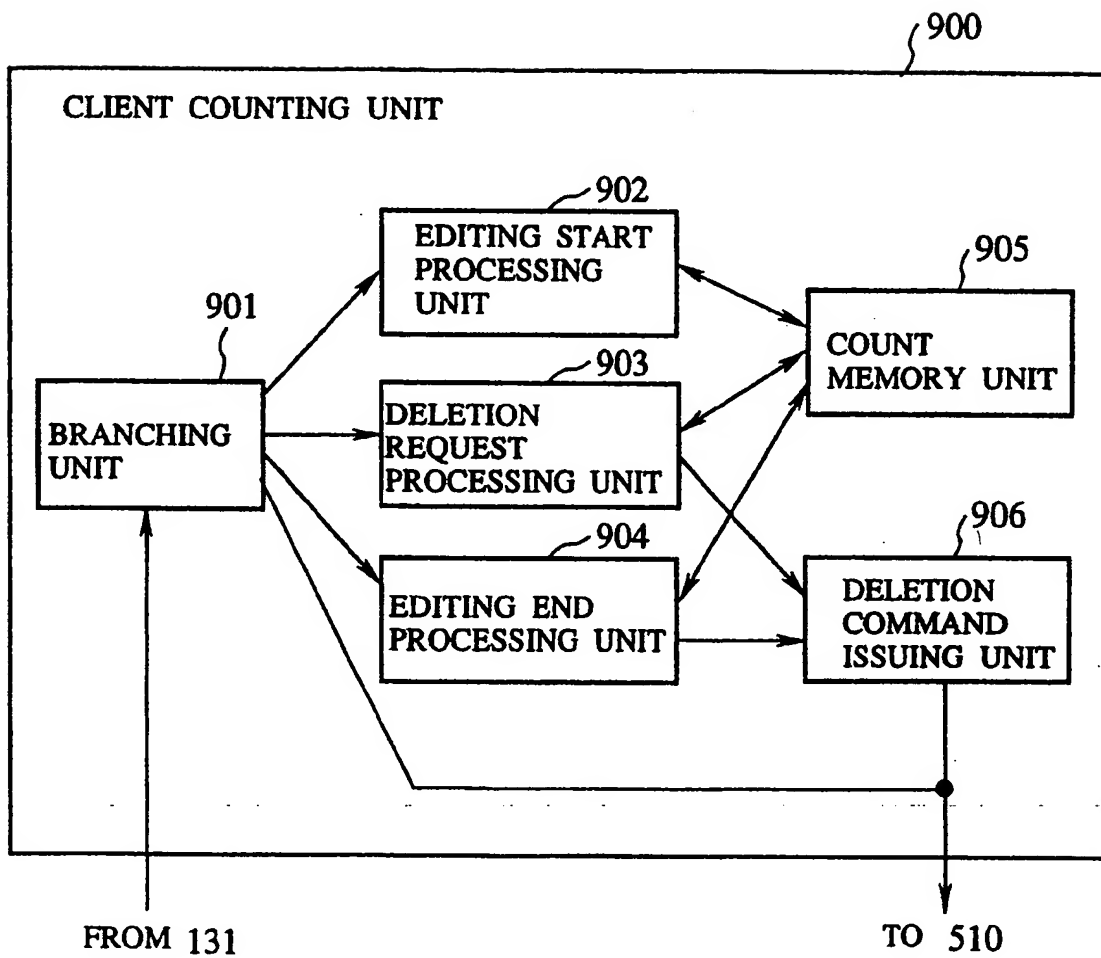 900
CLIENT COUNTING UNIT
902
EDITING START
PROCESSING
UNIT
905
COUNT
MEMORY UNIT
901
BRANCHING
UNIT
903
DELETION
REQUEST
PROCESSING UNIT
904
EDITING END
PROCESSING UNIT
906
DELETION
COMMAND
ISSUING UNIT
FROM 131
TO 510